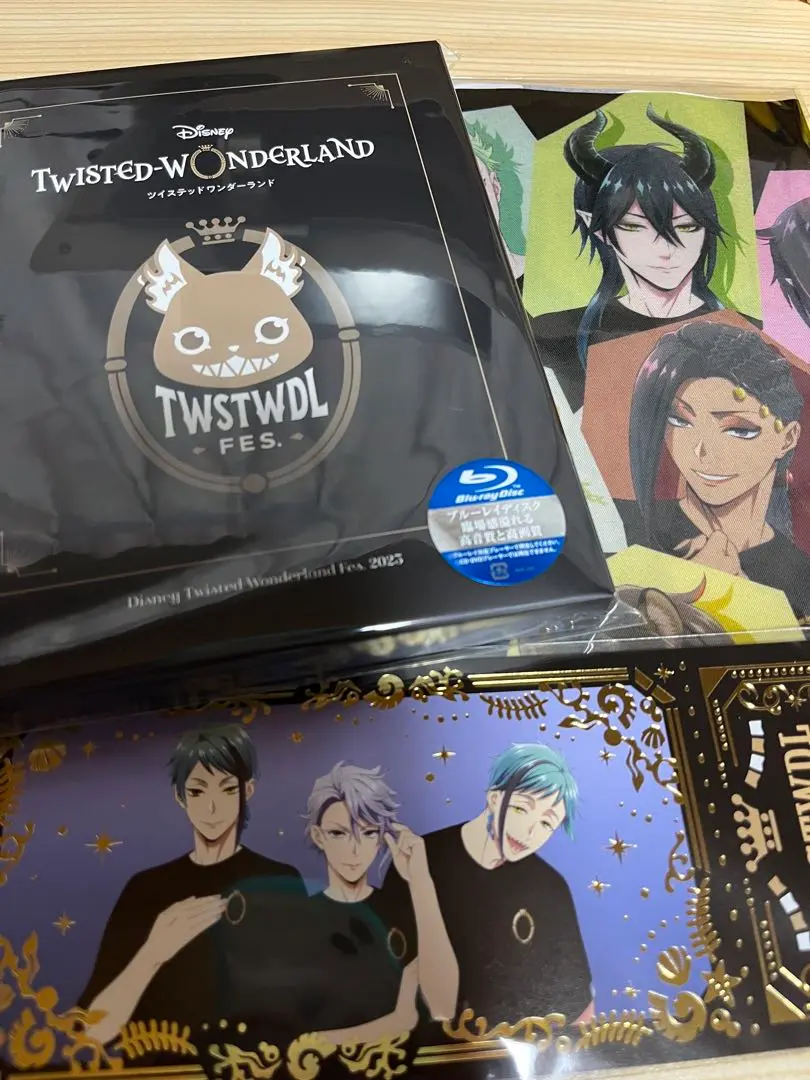 Disney
TWISTED-WONDERLAND
ツイステッドワンダーランド
TWSTWDL
FES.
Blu-ray Disc
TM
ブルーレイディスク
臨場感溢れる
高音質と高画質
Disney Twisted-Wonderland Fes. 2023